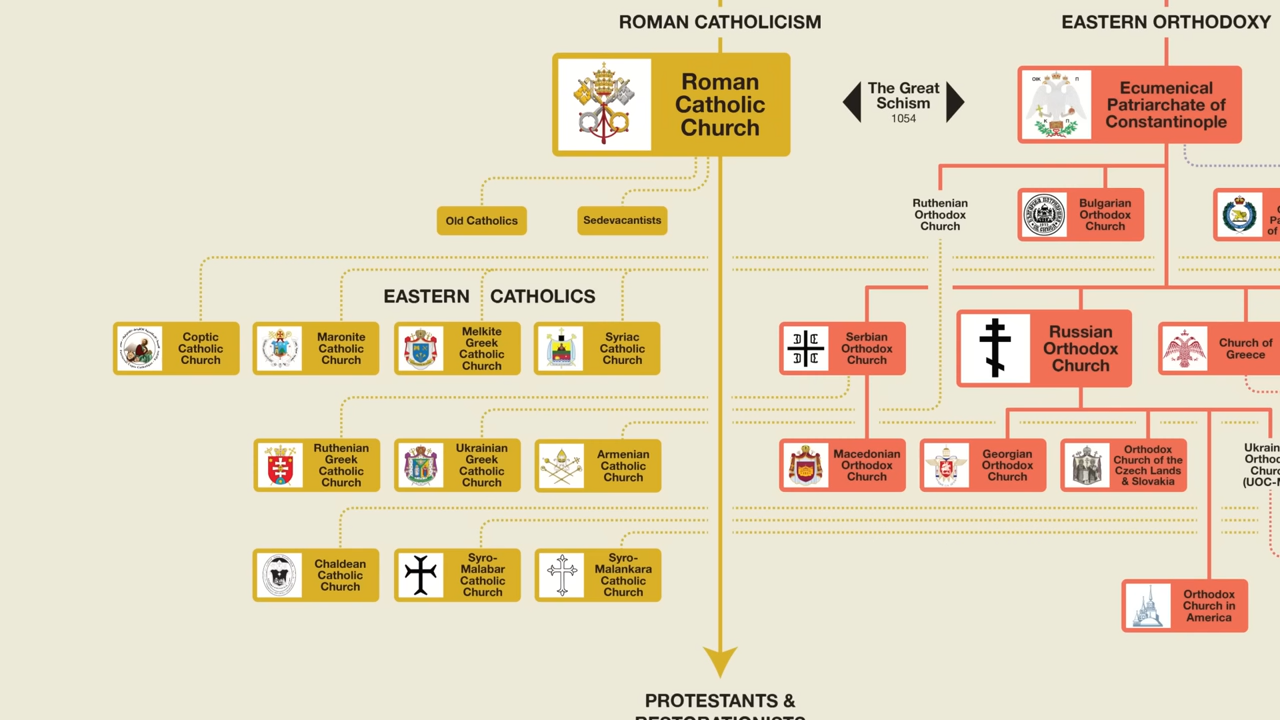 ROMAN CATHOLICISM
EASTERN ORTHODOXY
Roman
Catholic
Church
The Great
Schism
1054
Ecumenical
Patriarchate of
Constantinople
Old Catholics
Sedevacantists
Ruthenian
Orthodox
Church
Bulgarian
Orthodox
Church
EASTERN CATHOLICS
Coptic
Catholic
Church
Maronite
Catholic
Church
Melkite
Greek
Catholic
Church
Syriac
Catholic
Church
Serbian
Orthodox
Church
Russian
Orthodox
Church
Church of
Greece
Ruthenian
Greek
Catholic
Church
Ukrainian
Greek
Catholic
Church
Armenian
Catholic
Church
Macedonian
Orthodox
Church
Georgian
Orthodox
Church
Orthodox
Church of the
Czech Lands
& Slovakia
Chaldean
Catholic
Church
Syro-
Malabar
Catholic
Church
Syro-
Malankara
Catholic
Church
Orthodox
Church in
America
PROTESTANTS &
RESTORATIONISTS